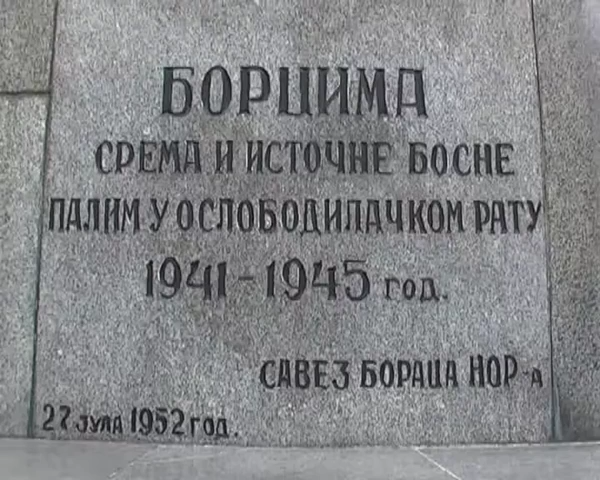 БОРЦИМА
СРЕМА И ИСТОЧНЕ БОСНЕ
ПАЛИМ У ОСЛОБОДИЛАЧКОМ РАТУ
1941-1945 год.
САВЕЗ БОРАЦА НОР-а
27 јула 1952 год.